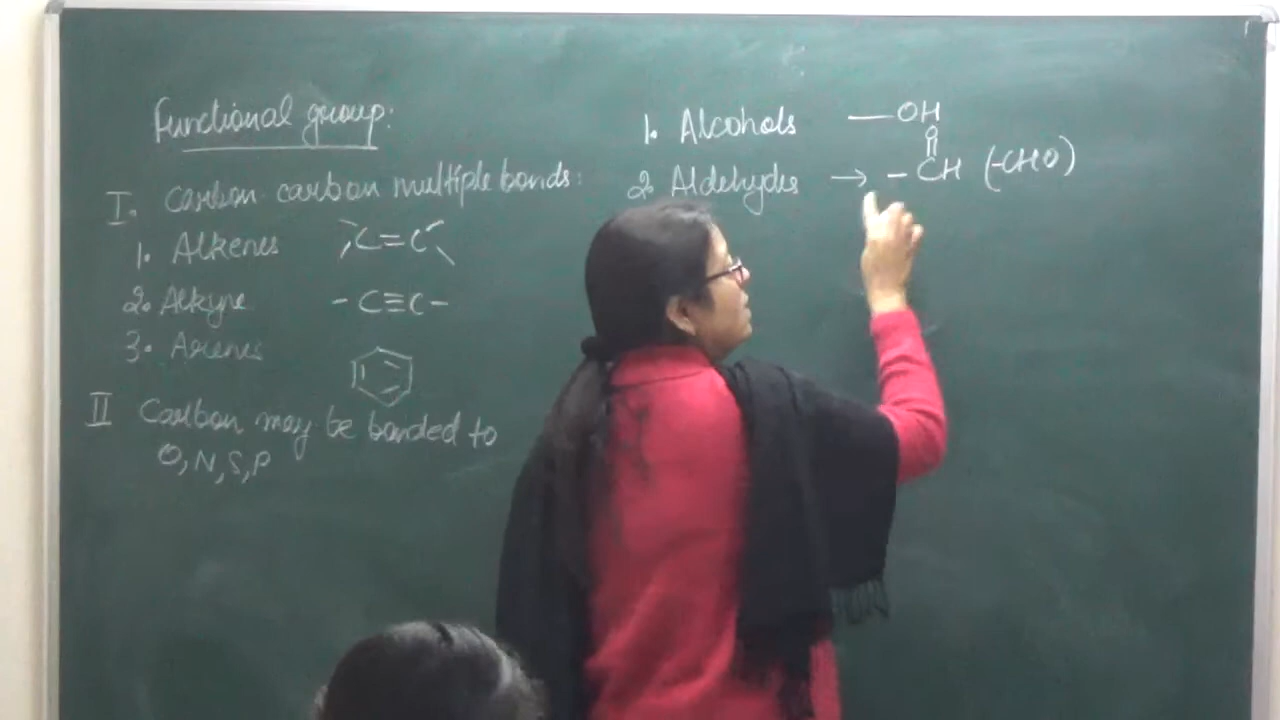 Functional group:
I. Carbon carbon multiple bonds:
1. Alkenes >C=C<
2. Alkyne -C≡C-
3. Arenes
II Carbon may be bonded to
O, N, S, P
1. Alcohols —OH
O
2. Aldehydes → -CH (-CHO)